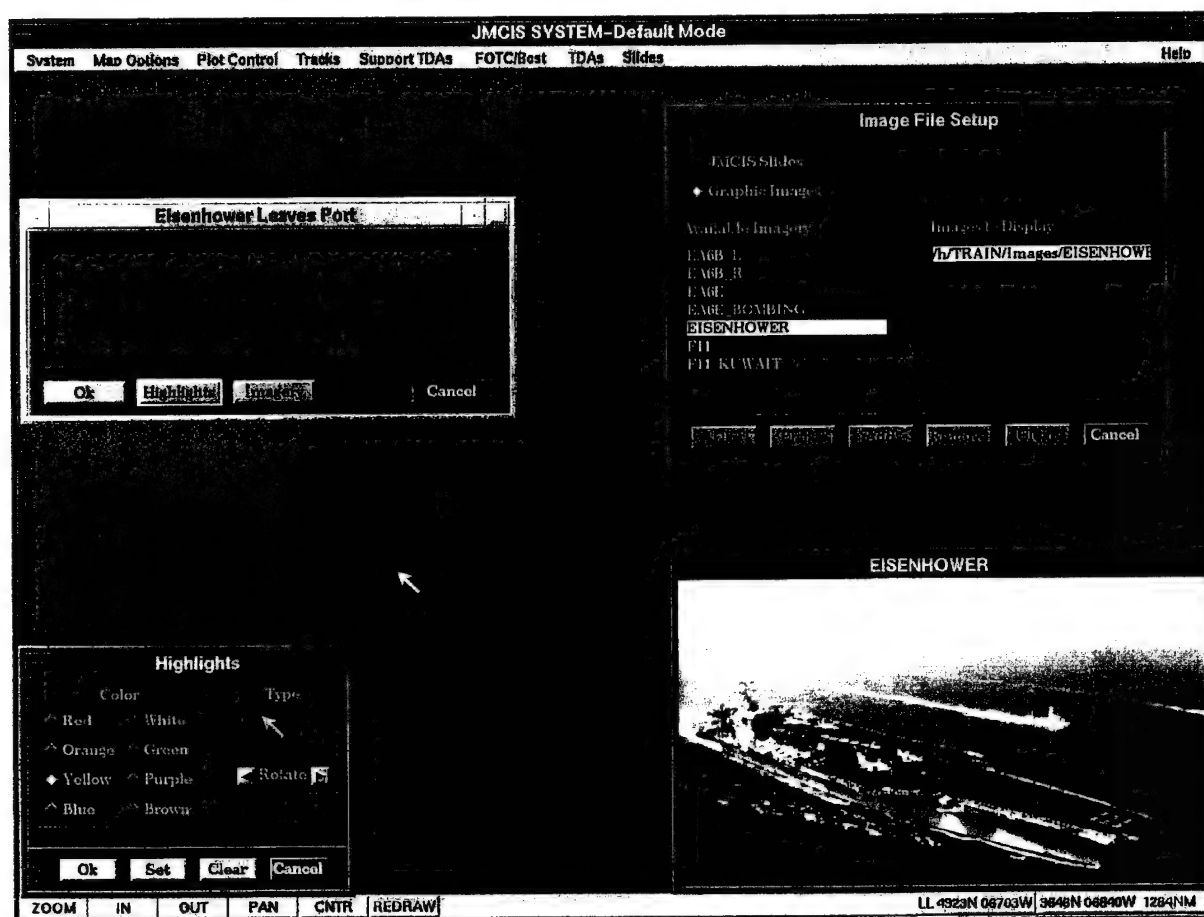 JMCIS SYSTEM-Default Mode
System Map Options Plot Control Tracks Support TDAs FOTC/Bost TDAs Slides Help
Image File Setup
JMCIS Slides
Graphic Images
Available Imagery Images to Display
EA6B_L /h/TRAIN/Images/EISENHOWE
EA6B_R
EA6E
EA6E_BOMBING
EISENHOWER
F11
F11_KUWAIT
Cancel
Eisenhower Leaves Port
Ok Highlights Imagery Cancel
EISENHOWER
Highlights
Color Type
Red White
Orange Green
Yellow Purple Rotate
Blue Brown
Ok Set Clear Cancel
ZOOM IN OUT PAN CNTR REDRAW LL 4923N 06703W 3848N 06840W 1284NM